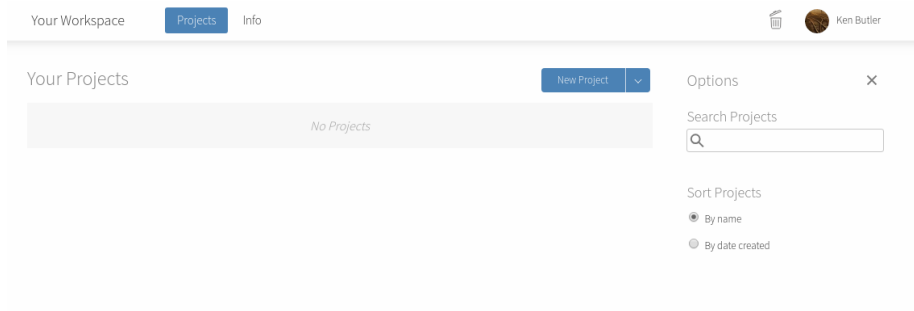 Your Workspace Projects Info Ken Butler
Your Projects New Project
No Projects
Options
Search Projects
Sort Projects
By name
By date created